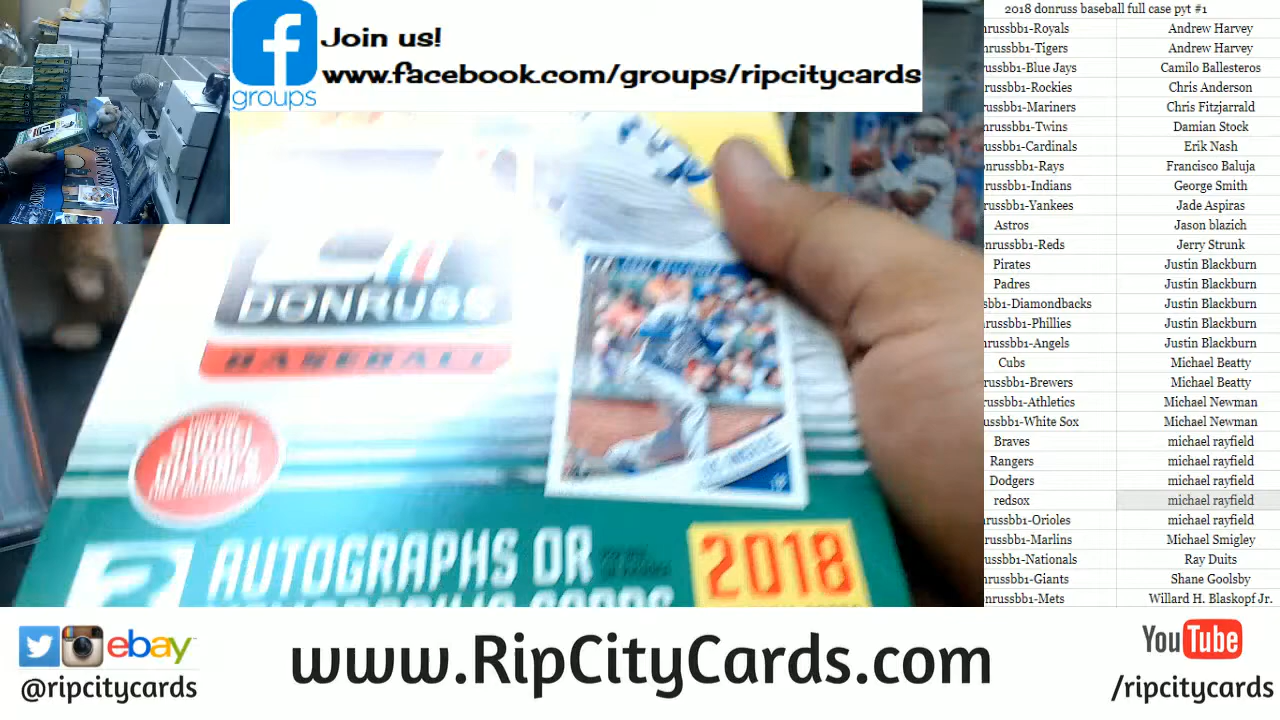 Join us!
www.facebook.com/groups/ripcitycards
groups
DONRUSS
BASEBALL
AUTOGRAPHS OR
2018
2018 donruss baseball full case pyt #1
nrussbb1-Royals Andrew Harvey
nrussbb1-Tigers Andrew Harvey
russbb1-Blue Jays Camilo Ballesteros
nrussbb1-Rockies Chris Anderson
russbb1-Mariners Chris Fitzjarrald
nrussbb1-Twins Damian Stock
russbb1-Cardinals Erik Nash
onrussbb1-Rays Francisco Baluja
nrussbb1-Indians George Smith
russbb1-Yankees Jade Aspiras
Astros Jason blazich
onrussbb1-Reds Jerry Strunk
Pirates Justin Blackburn
Padres Justin Blackburn
sbb1-Diamondbacks Justin Blackburn
russbb1-Phillies Justin Blackburn
nrussbb1-Angels Justin Blackburn
Cubs Michael Beatty
russbb1-Brewers Michael Beatty
russbb1-Athletics Michael Newman
ussbb1-White Sox Michael Newman
Braves michael rayfield
Rangers michael rayfield
Dodgers michael rayfield
redsox michael rayfield
nrussbb1-Orioles michael rayfield
russbb1-Marlins Michael Smigley
ussbb1-Nationals Ray Duits
nrussbb1-Giants Shane Goolsby
nrussbb1-Mets Willard H. Blaskopf Jr.
ebay
@ripcitycards
www.RipCityCards.com
YouTube
/ripcitycards